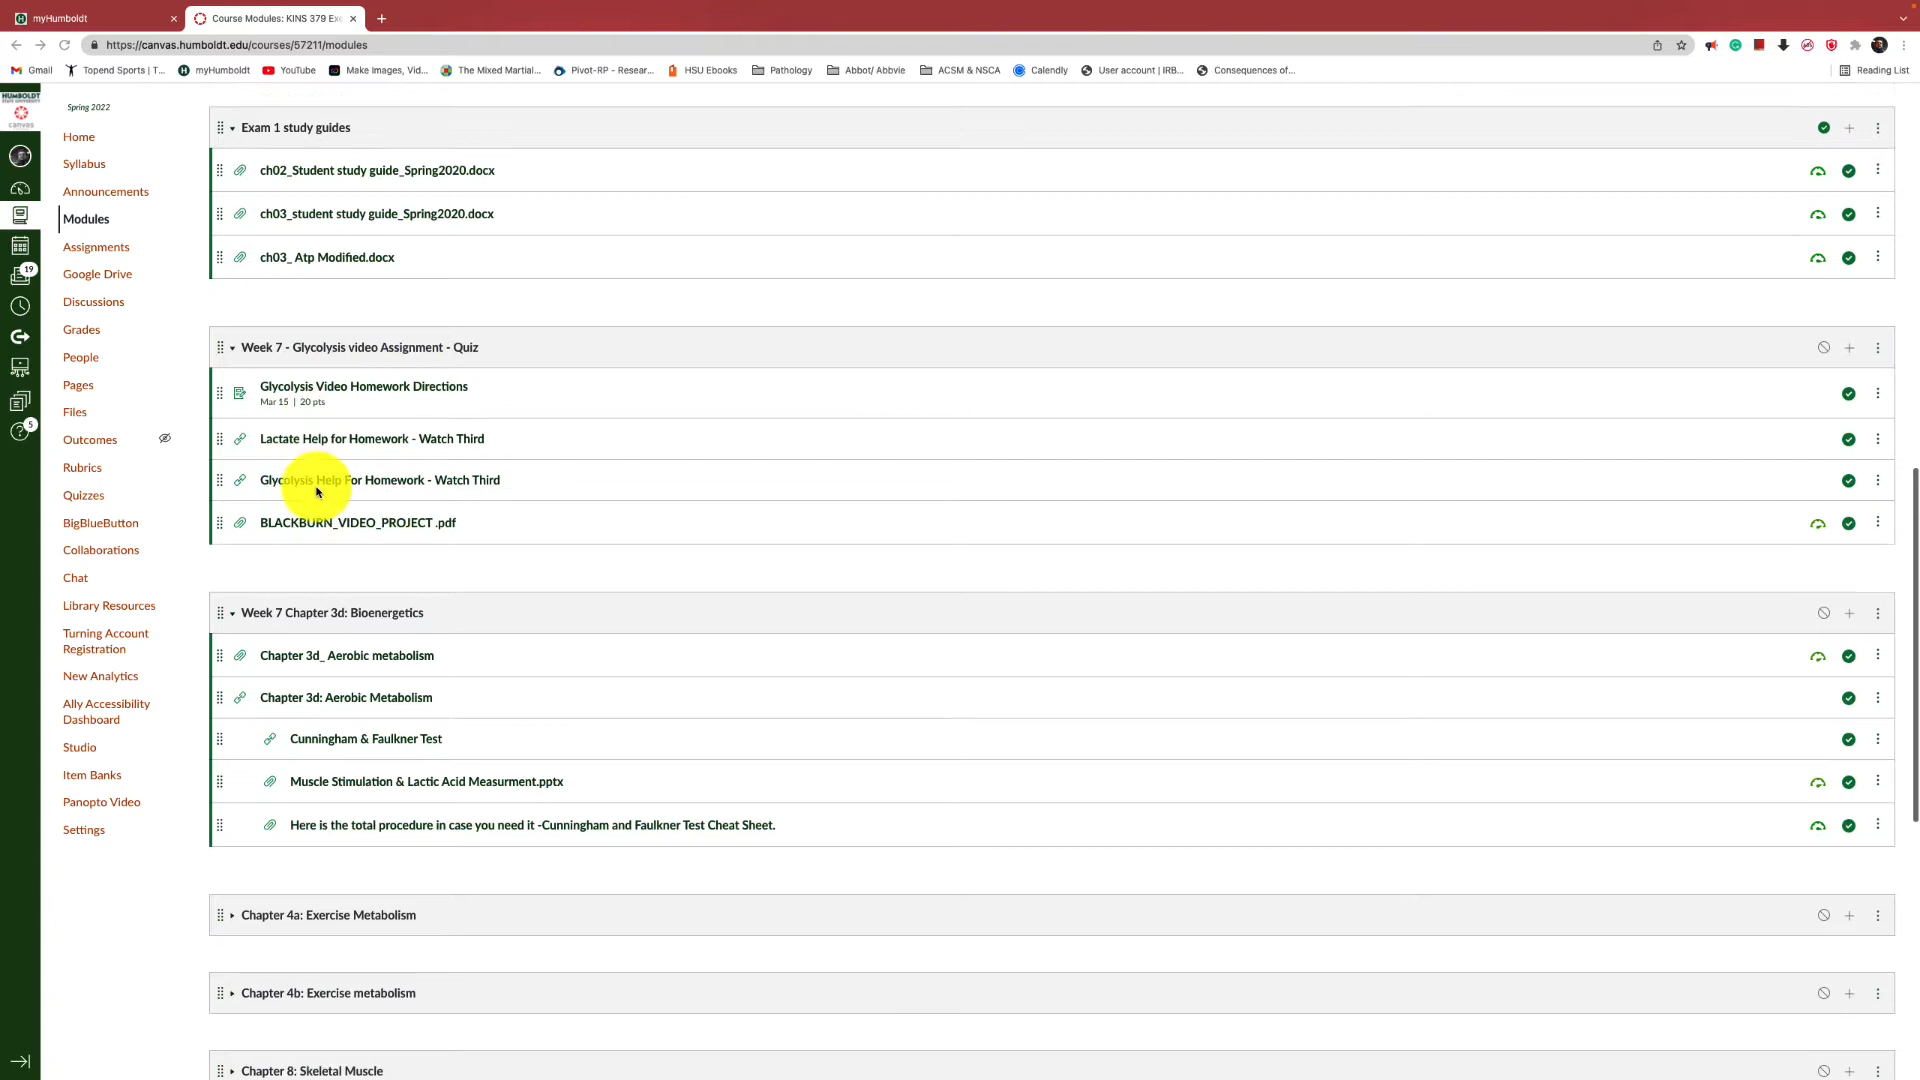 myHumboldt
Course Modules: KINS 379 Exe
https://canvas.humboldt.edu/courses/57211/modules
Gmail
Topend Sports | T...
myHumboldt
YouTube
Make Images, Vid...
The Mixed Martial...
Pivot-RP - Resear...
HSU Ebooks
Pathology
Abbot/ Abbvie
ACSM & NSCA
Calendly
User account | IRB...
Consequences of...
Reading List
HUMBOLDT
canvas
19
5
Spring 2022
Home
Syllabus
Announcements
Modules
Assignments
Google Drive
Discussions
Grades
People
Pages
Files
Outcomes
Rubrics
Quizzes
BigBlueButton
Collaborations
Chat
Library Resources
Turning Account
Registration
New Analytics
Ally Accessibility
Dashboard
Studio
Item Banks
Panopto Video
Settings
Exam 1 study guides
ch02_Student study guide_Spring2020.docx
ch03_student study guide_Spring2020.docx
ch03_ Atp Modified.docx
Week 7 - Glycolysis video Assignment - Quiz
Glycolysis Video Homework Directions
Mar 15 | 20 pts
Lactate Help for Homework - Watch Third
Glycolysis Help For Homework - Watch Third
BLACKBURN_VIDEO_PROJECT .pdf
Week 7 Chapter 3d: Bioenergetics
Chapter 3d_ Aerobic metabolism
Chapter 3d: Aerobic Metabolism
Cunningham & Faulkner Test
Muscle Stimulation & Lactic Acid Measurment.pptx
Here is the total procedure in case you need it -Cunningham and Faulkner Test Cheat Sheet.
Chapter 4a: Exercise Metabolism
Chapter 4b: Exercise metabolism
Chapter 8: Skeletal Muscle